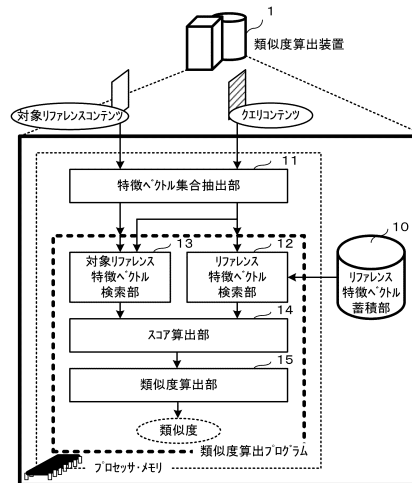 1
類似度算出装置
対象ﾘﾌｧﾚﾝｽｺﾝﾃﾝﾂ
ｸｴﾘｺﾝﾃﾝﾂ
11
特徴ﾍﾞｸﾄﾙ集合抽出部
13
対象ﾘﾌｧﾚﾝｽ
特徴ﾍﾞｸﾄﾙ
検索部
12
ﾘﾌｧﾚﾝｽ
特徴ﾍﾞｸﾄﾙ
検索部
10
ﾘﾌｧﾚﾝｽ
特徴ﾍﾞｸﾄﾙ
蓄積部
14
ｽｺｱ算出部
15
類似度算出部
類似度
類似度算出ﾌﾟﾛｸﾞﾗﾑ
ﾌﾟﾛｾｯｻ・ﾒﾓﾘ